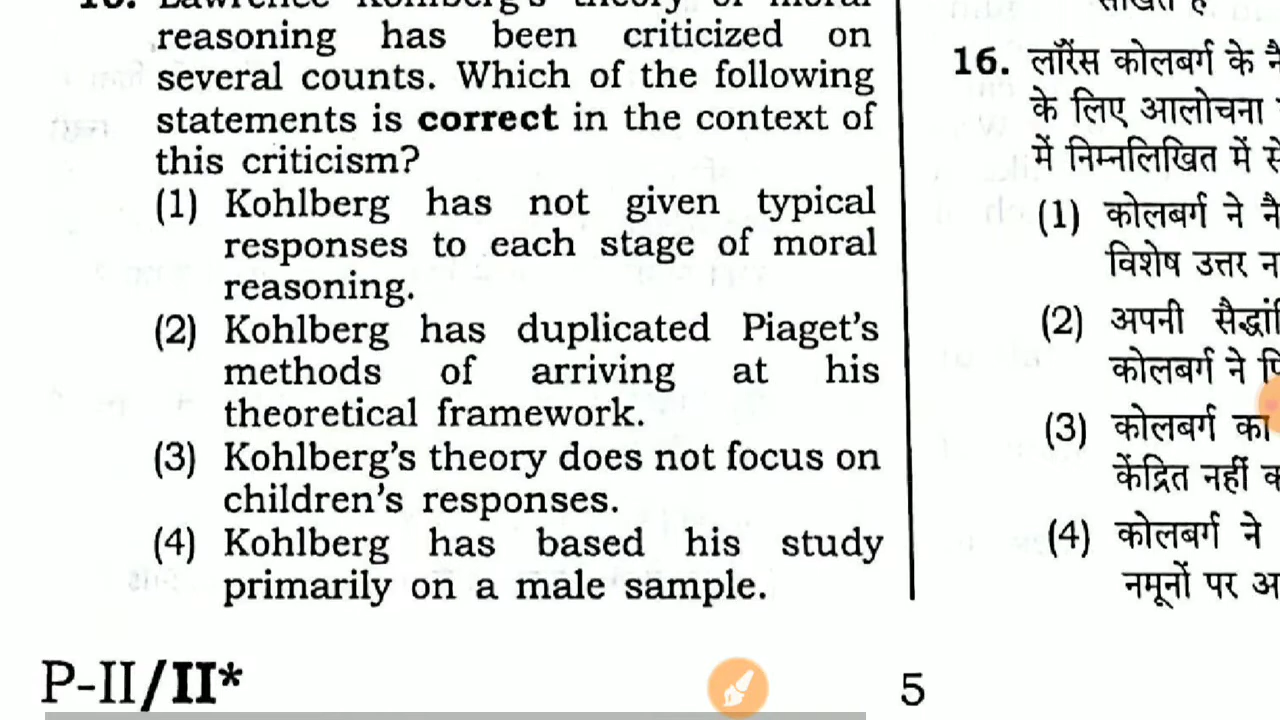 reasoning has been criticized on
several counts. Which of the following
statements is correct in the context of
this criticism?
(1) Kohlberg has not given typical
responses to each stage of moral
reasoning.
(2) Kohlberg has duplicated Piaget's
methods of arriving at his
theoretical framework.
(3) Kohlberg's theory does not focus on
children's responses.
(4) Kohlberg has based his study
primarily on a male sample.
16. लॉरेंस कोलबर्ग के
के लिए आलोचना
में निम्नलिखित में
(1) कोलबर्ग ने
विशेष उत्तर
(2) अपनी
कोलबर्ग ने
(3) कोलबर्ग का
केंद्रित नहीं
(4) कोलबर्ग ने
नमूनों पर
P-II/II*
5